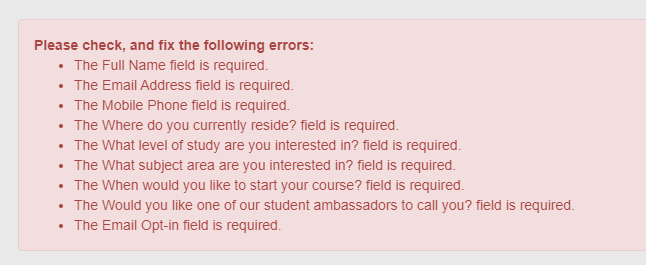 Please check, and fix the following errors:
The Full Name field is required.
The Email Address field is required.
The Mobile Phone field is required.
The Where do you currently reside? field is required.
The What level of study are you interested in? field is required.
The What subject area are you interested in? field is required.
The When would you like to start your course? field is required.
The Would you like one of our student ambassadors to call you? field is required.
The Email Opt-in field is required.